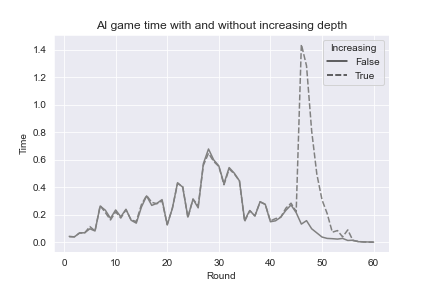 AI game time with and without increasing depth
Increasing
False
True
Time
1.4
1.2
1.0
0.8
0.6
0.4
0.2
0.0
0 10 20 30 40 50 60
Round